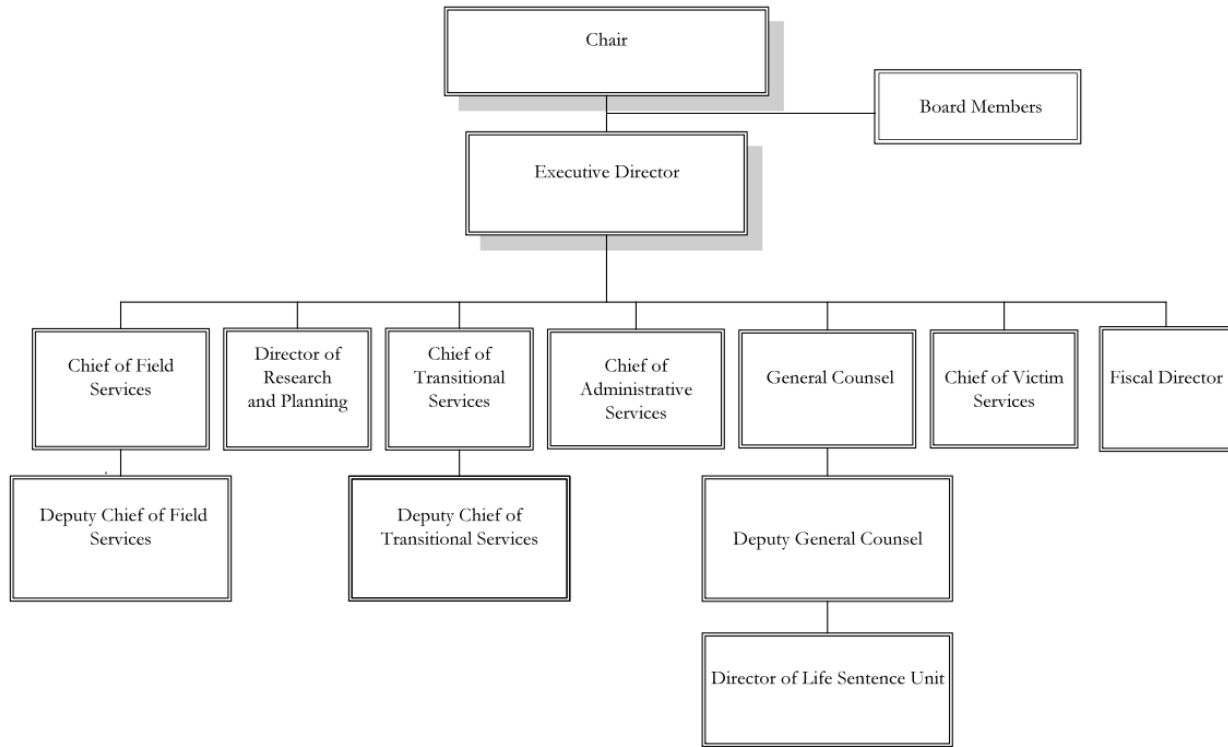 Chair
Board Members
Executive Director
Chief of Field
Services
Director of
Research
and Planning
Chief of
Transitional
Services
Chief of
Administrative
Services
General Counsel
Chief of Victim
Services
Fiscal Director
Deputy Chief of Field
Services
Deputy Chief of
Transitional Services
Deputy General Counsel
Director of Life Sentence Unit